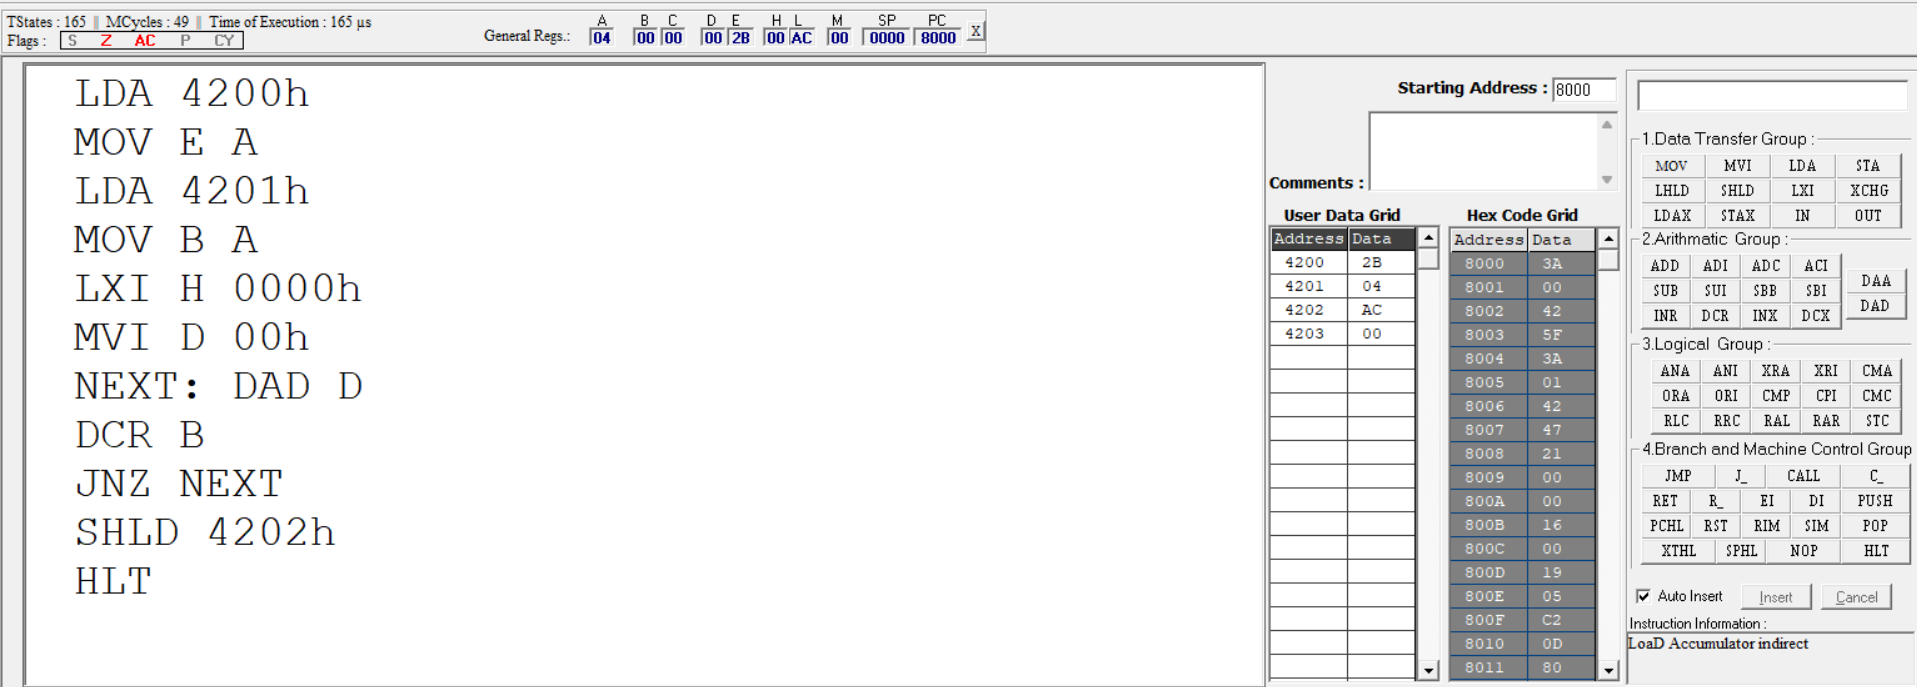 TStates : 165 || MCycles : 49 || Time of Execution : 165 µs
Flags : S Z AC P CY
General Regs.: A 04 B 00 C 00 D 00 E 2B H 00 L AC M 00 SP 0000 PC 8000 X
LDA 4200h
MOV E A
LDA 4201h
MOV B A
LXI H 0000h
MVI D 00h
NEXT: DAD D
DCR B
JNZ NEXT
SHLD 4202h
HLT
Starting Address : 8000
Comments :
User Data Grid
Address Data
4200 2B
4201 04
4202 AC
4203 00
Hex Code Grid
Address Data
8000 3A
8001 00
8002 42
8003 5F
8004 3A
8005 01
8006 42
8007 47
8008 21
8009 00
800A 00
800B 16
800C 00
800D 19
800E 05
800F C2
8010 0D
8011 80
1.Data Transfer Group :
MOV MVI LDA STA
LHLD SHLD LXI XCHG
LDAX STAX IN OUT
2.Arithmatic Group :
ADD ADI ADC ACI
SUB SUI SBB SBI
INR DCR INX DCX
DAA
DAD
3.Logical Group :
ANA ANI XRA XRI CMA
ORA ORI CMP CPI CMC
RLC RRC RAL RAR STC
4.Branch and Machine Control Group
JMP J_ CALL C_
RET R_ EI DI PUSH
PCHL RST RIM SIM POP
XTHL SPHL NOP HLT
Auto Insert Insert Cancel
Instruction Information :
LoaD Accumulator indirect